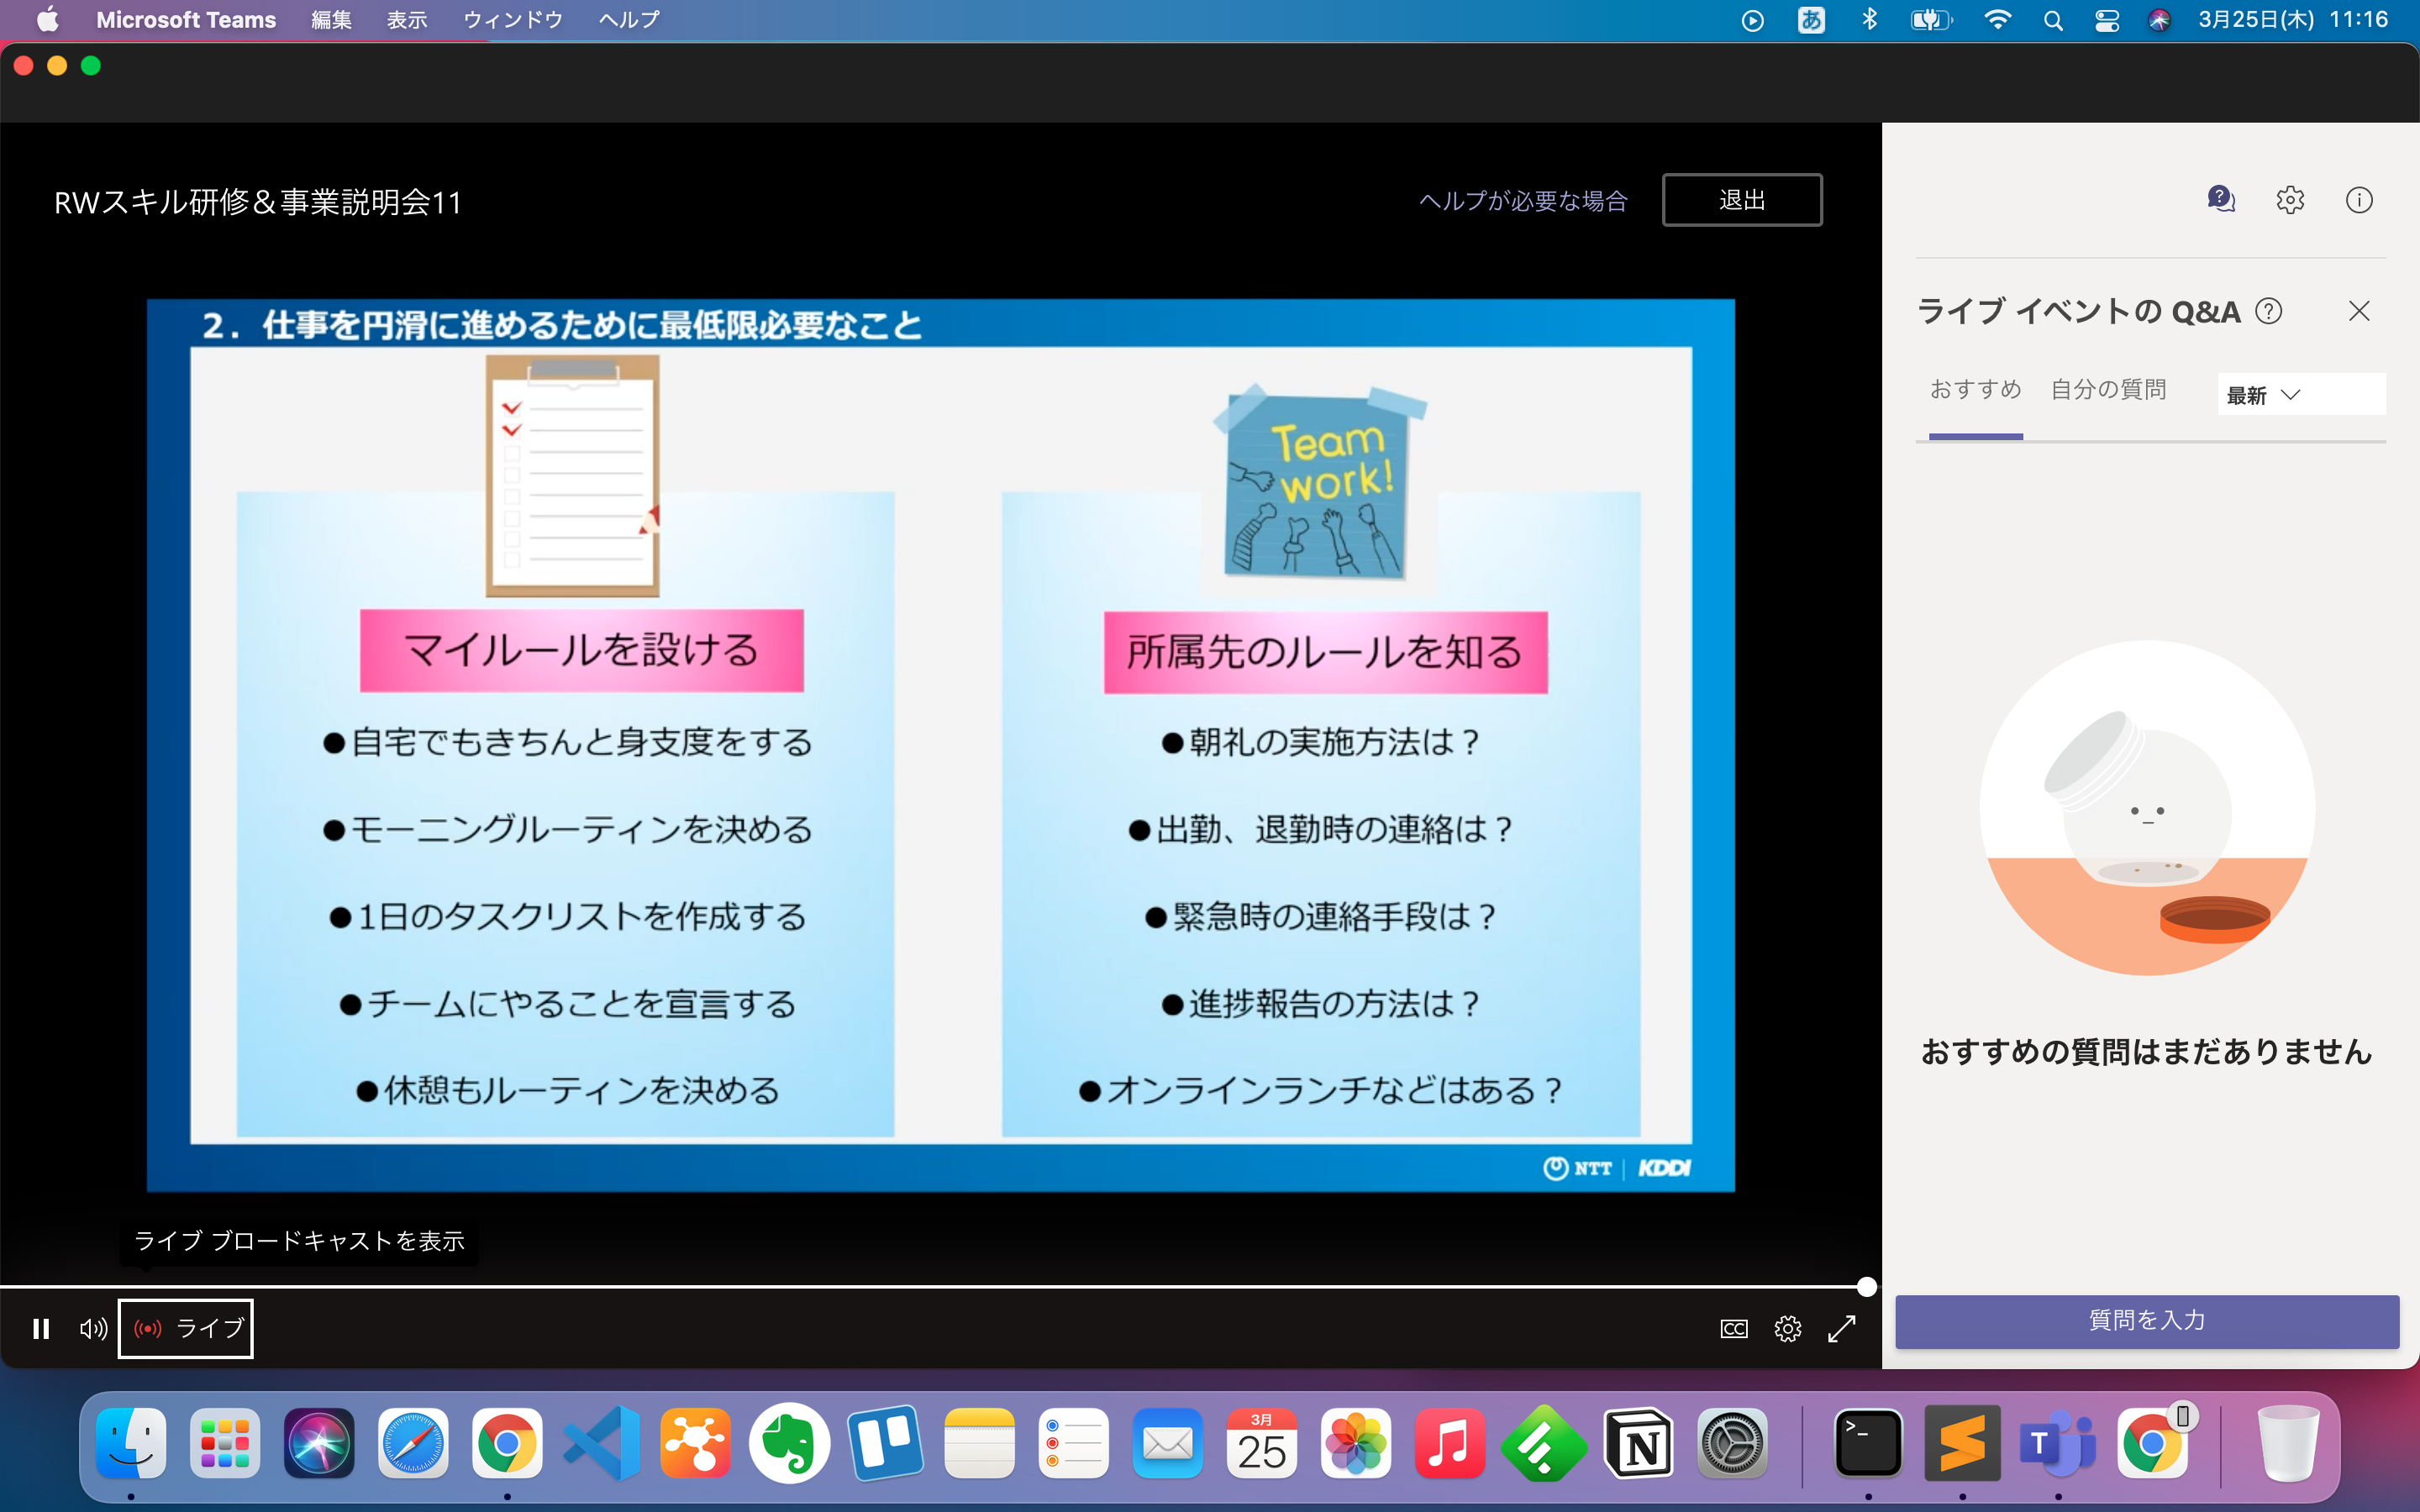 Microsoft Teams 編集 表示 ウィンドウ ヘルプ あ 3月25日(木) 11:16
RWスキル研修＆事業説明会11
ヘルプが必要な場合
退出
2．仕事を円滑に進めるために最低限必要なこと
マイルールを設ける
●自宅でもきちんと身支度をする
●モーニングルーティンを決める
●1日のタスクリストを作成する
●チームにやることを宣言する
●休憩もルーティンを決める
Team
work!
所属先のルールを知る
●朝礼の実施方法は？
●出勤、退勤時の連絡は？
●緊急時の連絡手段は？
●進捗報告の方法は？
●オンラインランチなどはある？
NTT | KDDI
ライブ ブロードキャストを表示
ライブ
CC
ライブ イベントの Q&A
おすすめ 自分の質問 最新
おすすめの質問はまだありません
質問を入力
3月
25
N
>_
T